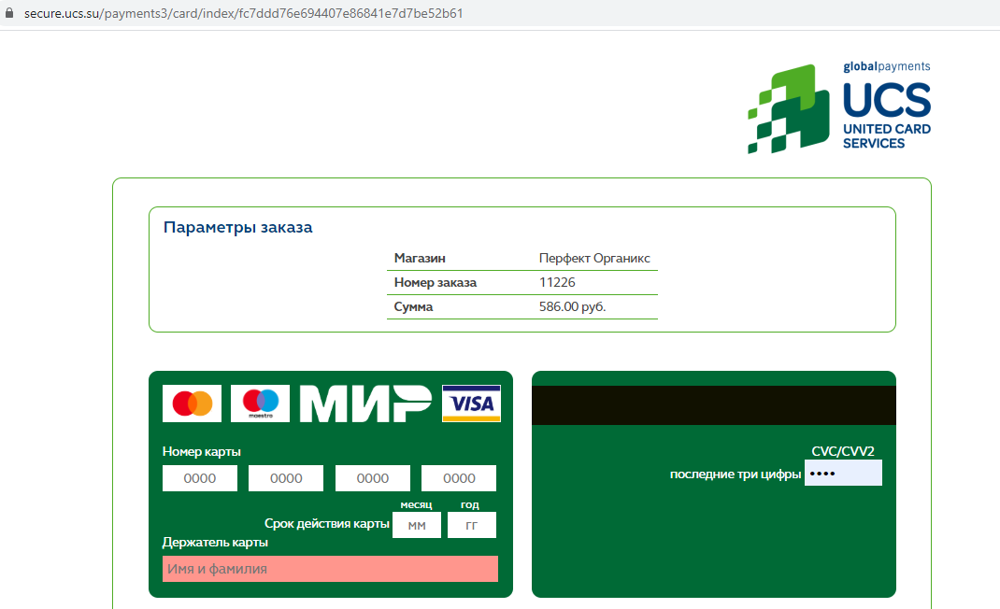 secure.ucs.su/payments3/card/index/fc7ddd76e694407e86841e7d7be52b61
globalpayments
UCS
UNITED CARD
SERVICES
Параметры заказа
Магазин Перфект Органикс
Номер заказа 11226
Сумма 586.00 руб.
maestro МИР VISA
Номер карты
0000 0000 0000 0000
месяц год
Срок действия карты мм гг
Держатель карты
Имя и фамилия
CVC/CVV2
последние три цифры ••••